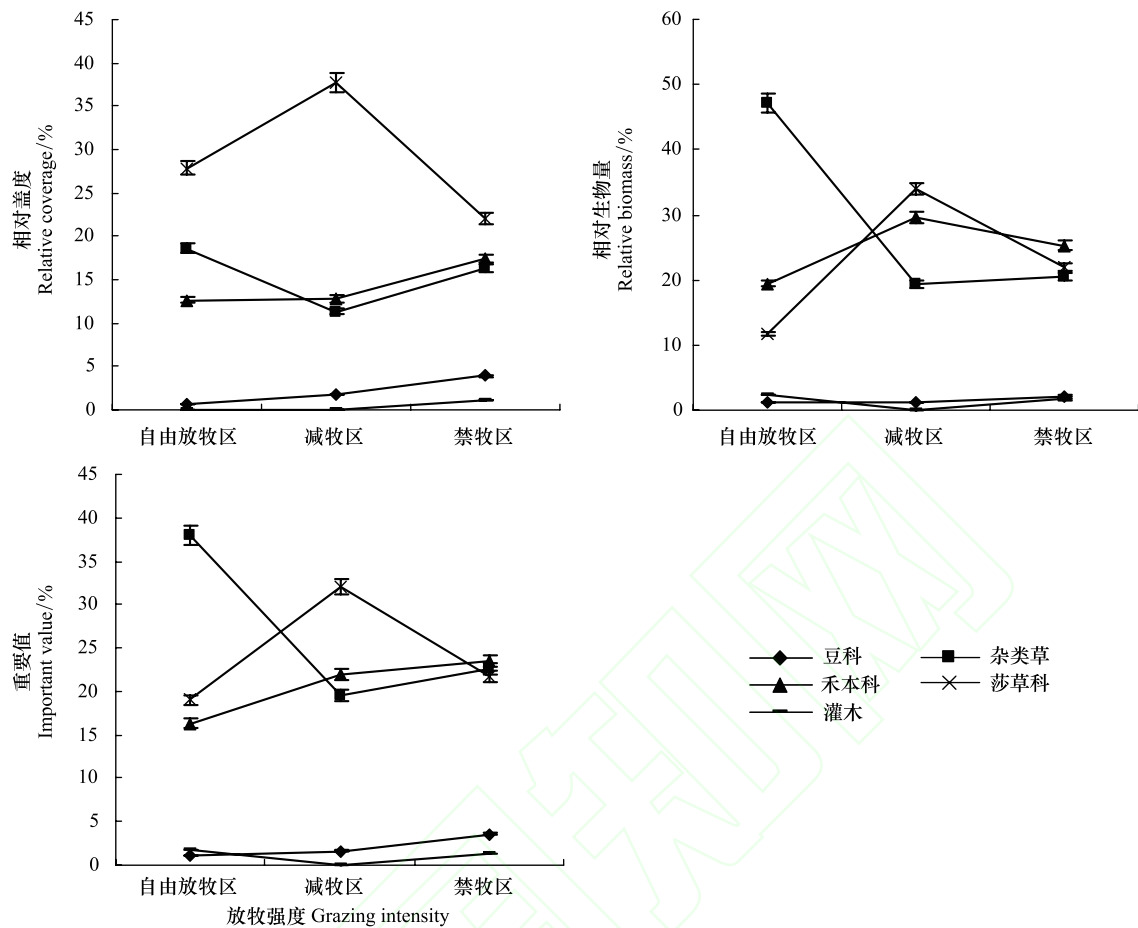 45
40
35
30
25
20
15
10
5
0
相对盖度
Relative coverage/%
自由放牧区 减牧区 禁牧区
60
50
40
30
20
10
0
相对生物量
Relative biomass/%
自由放牧区 减牧区 禁牧区
45
40
35
30
25
20
15
10
5
0
重要值
Important value/%
自由放牧区 减牧区 禁牧区
放牧强度 Grazing intensity
豆科 杂类草
禾本科 莎草科
灌木